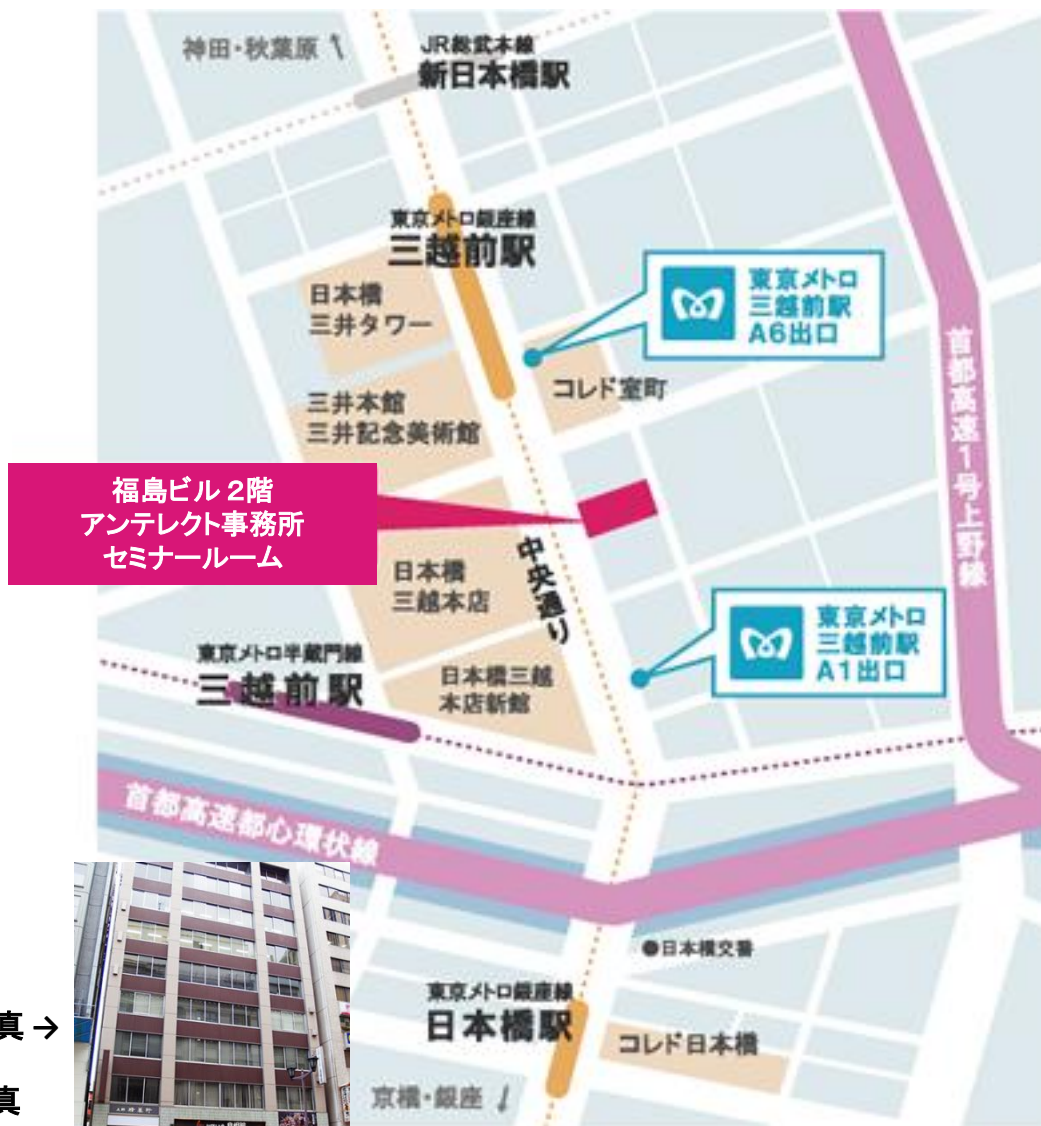 神田・秋葉原
JR総武本線
新日本橋駅
東京メトロ銀座線
三越前駅
日本橋
三井タワー
東京メトロ
三越前駅
A6出口
コレド室町
三井本館
三井記念美術館
首都高速1号上野線
福島ビル 2階
アンテレクト事務所
セミナールーム
中央通り
日本橋
三越本店
東京メトロ
三越前駅
A1出口
東京メトロ半蔵門線
三越前駅
日本橋三越
本店新館
首都高速都心環状線
●日本橋交番
東京メトロ銀座線
日本橋駅
コレド日本橋
真→
京橋・銀座
真